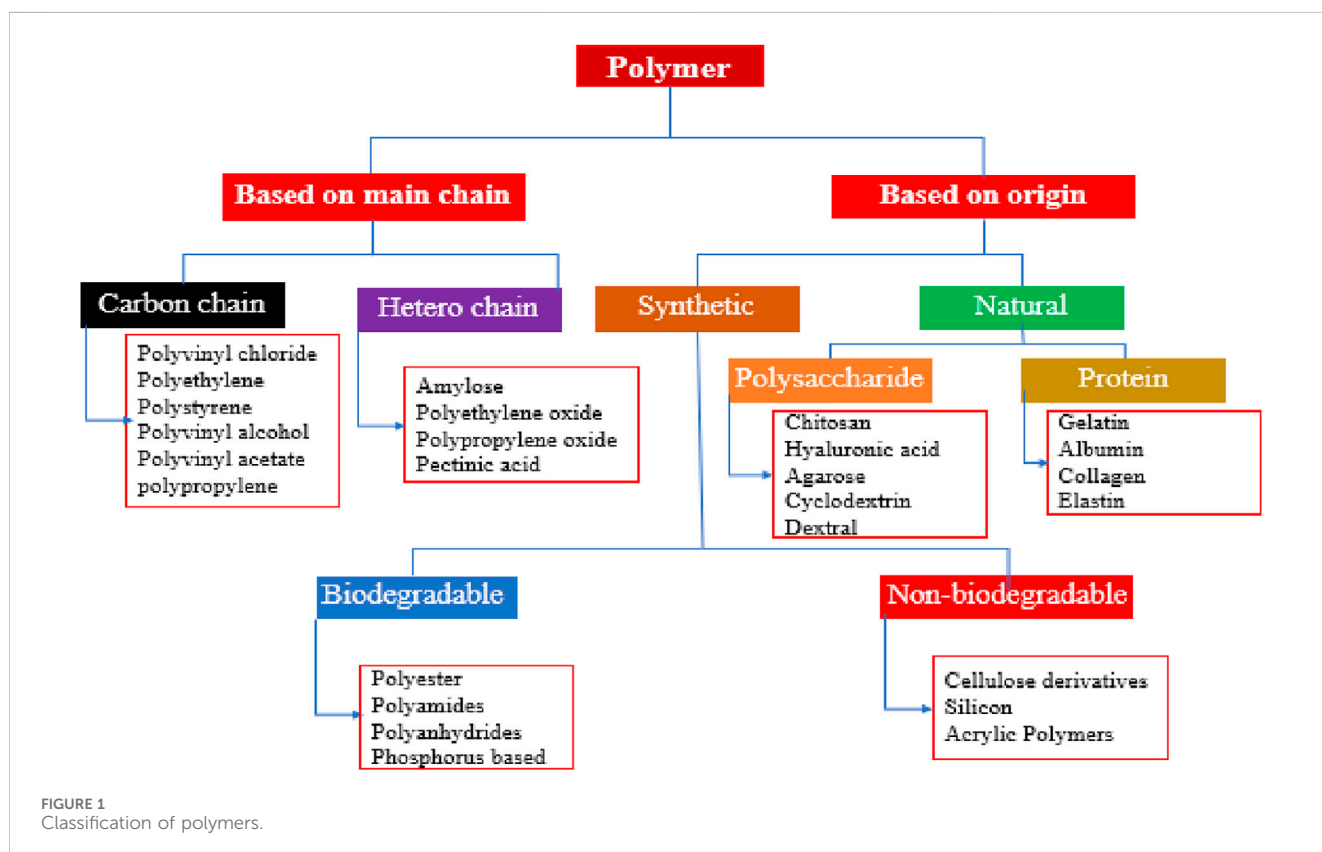 Polymer
Based on main chain
Based on origin
Carbon chain
Hetero chain
Synthetic
Natural
Polyvinyl chloride
Polyethylene
Polystyrene
Polyvinyl alcohol
Polyvinyl acetate
polypropylene
Amylose
Polyethylene oxide
Polypropylene oxide
Pectinic acid
Polysaccharide
Protein
Chitosan
Hyaluronic acid
Agarose
Cyclodextrin
Dextral
Gelatin
Albumin
Collagen
Elastin
Biodegradable
Non-biodegradable
Polyester
Polyamides
Polyanhydrides
Phosphorus based
Cellulose derivatives
Silicon
Acrylic Polymers
FIGURE 1
Classification of polymers.